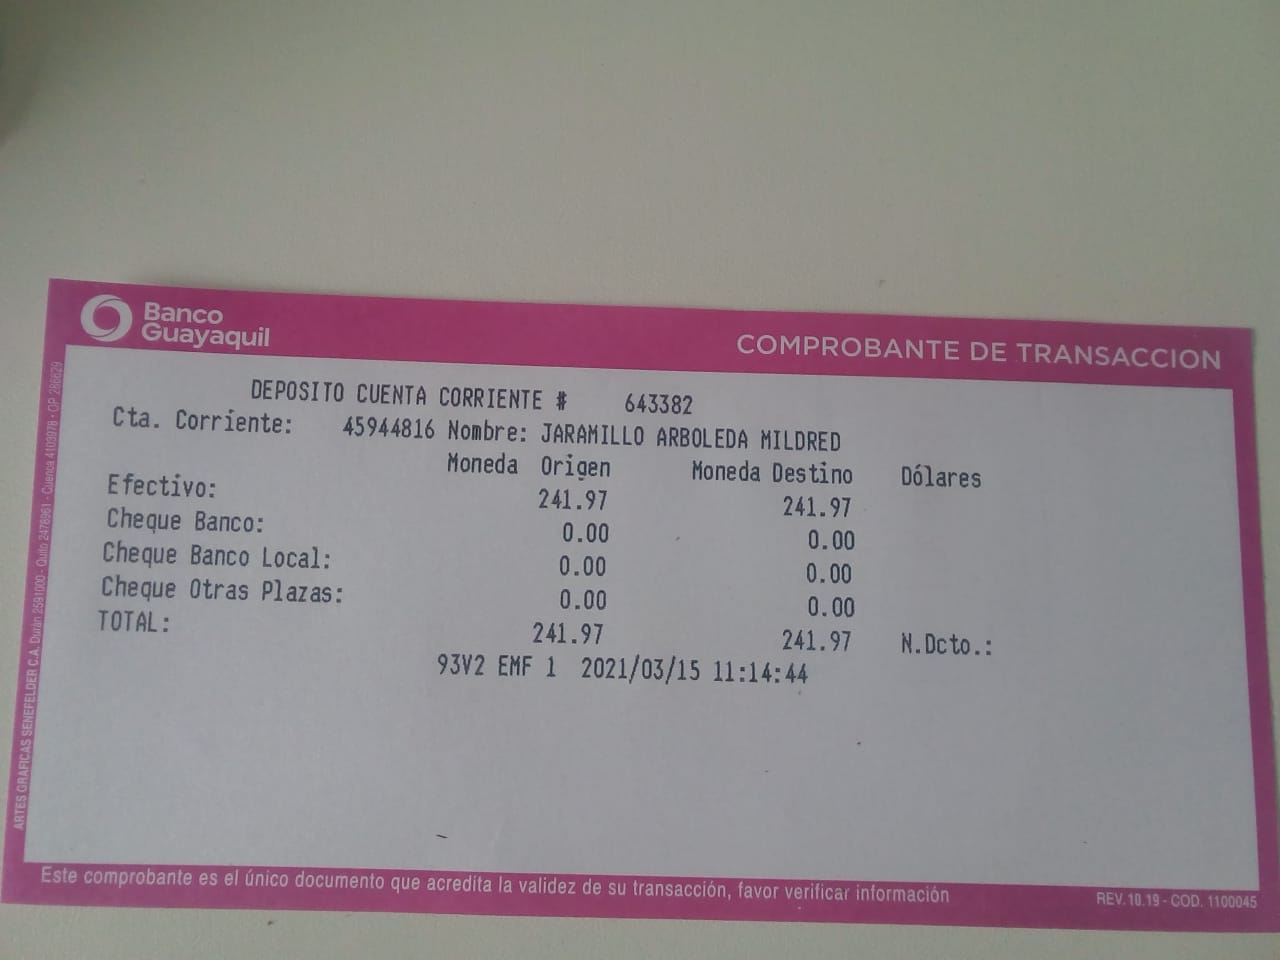 Banco
Guayaquil
COMPROBANTE DE TRANSACCION
DEPOSITO CUENTA CORRIENTE # 643382
Cta. Corriente: 45944816 Nombre: JARAMILLO ARBOLEDA MILDRED
Moneda Origen Moneda Destino Dólares
Efectivo: 241.97 241.97
Cheque Banco: 0.00 0.00
Cheque Banco Local: 0.00 0.00
Cheque Otras Plazas: 0.00 0.00
TOTAL: 241.97 241.97 N.Dcto.:
93V2 EMF 1 2021/03/15 11:14:44
ARTES GRAFICAS SENEFELDER C.A. Durán 2591000 - Quito 2478961 - Cuenca 4103978 - OP 286629
Este comprobante es el único documento que acredita la validez de su transacción, favor verificar información
REV.10.19 - COD. 1100045